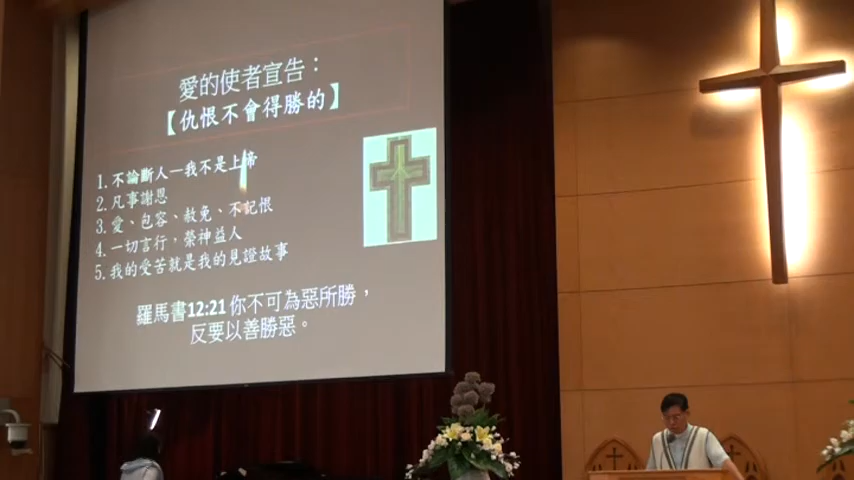 愛的使者宣告：
【仇恨不會得勝的】
1. 不論斷人—我不是上帝
2. 凡事謝恩
3. 愛、包容、赦免、不記恨
4. 一切言行，榮神益人
5. 我的受苦就是我的見證故事
羅馬書12:21 你不可為惡所勝，
反要以善勝惡。